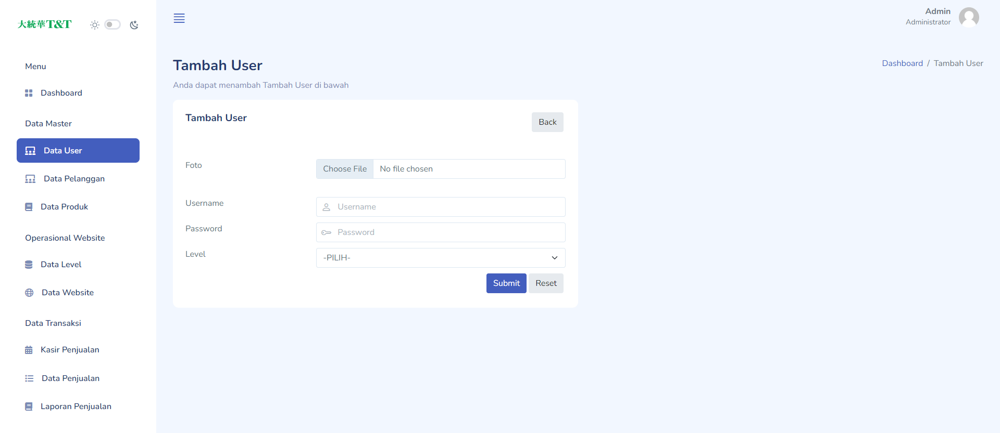 大統華T&T
Menu
Dashboard
Data Master
Data User
Data Pelanggan
Data Produk
Operasional Website
Data Level
Data Website
Data Transaksi
Kasir Penjualan
Data Penjualan
Laporan Penjualan
Admin
Administrator
Tambah User
Dashboard / Tambah User
Anda dapat menambah Tambah User di bawah
Tambah User
Back
Foto
Choose File No file chosen
Username
Username
Password
Password
Level
-PILIH-
Submit Reset